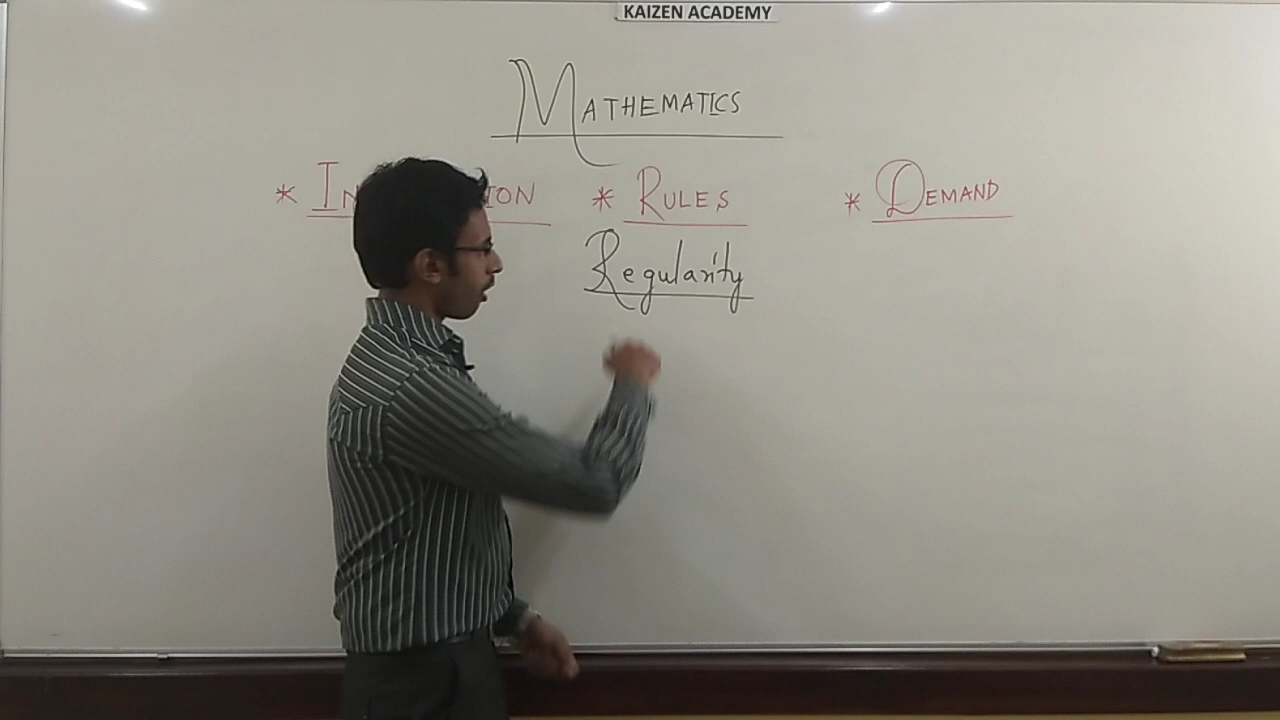 KAIZEN ACADEMY
MATHEMATICS
* RULES * DEMAND
Regularity